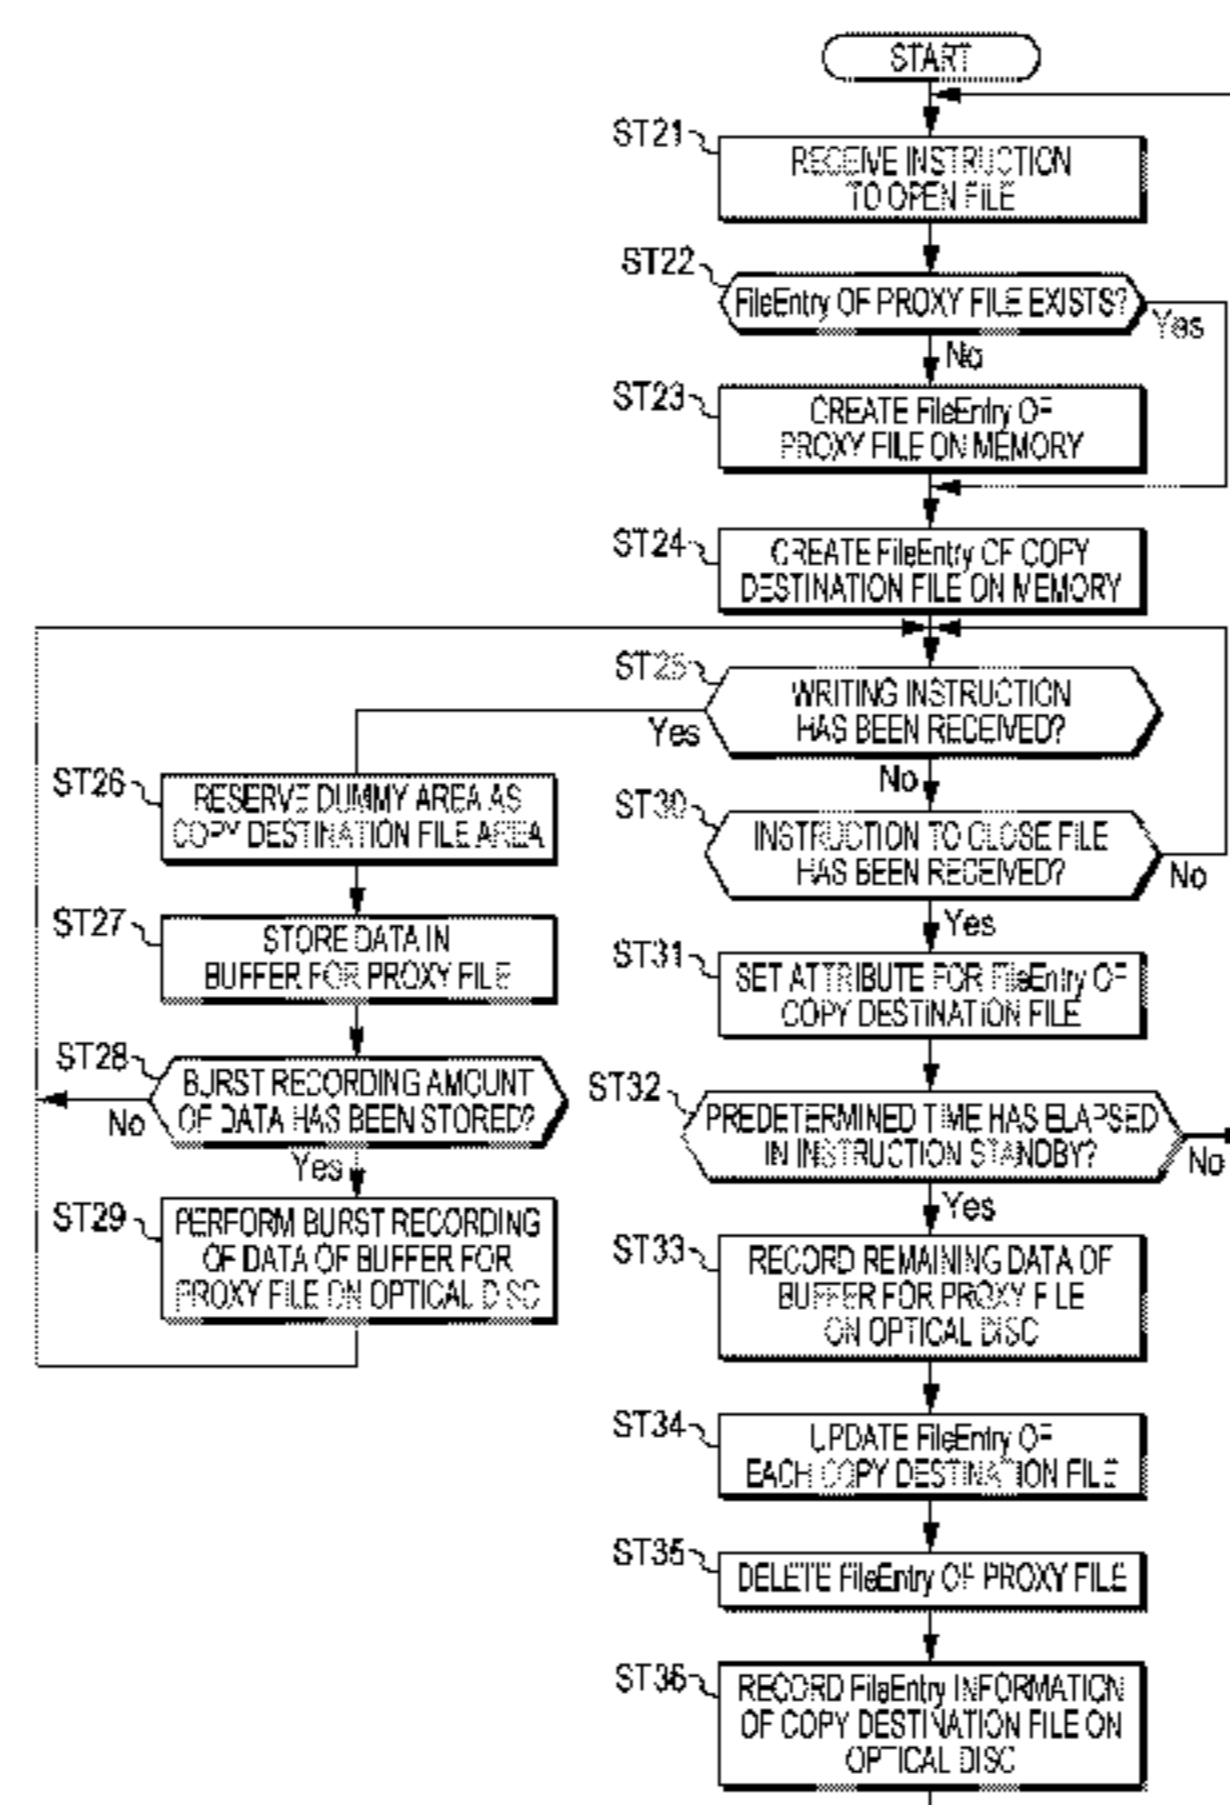 START
ST21
RECEIVE INSTRUCTION
TO OPEN FILE
ST22
FileEntry OF PROXY FILE EXISTS?
Yes
No
ST23
CREATE FileEntry OF
PROXY FILE ON MEMORY
ST24
CREATE FileEntry OF COPY
DESTINATION FILE ON MEMORY
ST25
WRITING INSTRUCTION
HAS BEEN RECEIVED?
Yes
No
ST26
RESERVE DUMMY AREA AS
COPY DESTINATION FILE AREA
ST27
STORE DATA IN
BUFFER FOR PROXY FILE
ST28
BURST RECORDING AMOUNT
OF DATA HAS BEEN STORED?
No
Yes
ST29
PERFORM BURST RECORDING
OF DATA OF BUFFER FOR
PROXY FILE ON OPTICAL DISC
ST30
INSTRUCTION TO CLOSE FILE
HAS BEEN RECEIVED?
No
Yes
ST31
SET ATTRIBUTE FOR FileEntry OF
COPY DESTINATION FILE
ST32
PREDETERMINED TIME HAS ELAPSED
IN INSTRUCTION STANDBY?
No
Yes
ST33
RECORD REMAINING DATA OF
BUFFER FOR PROXY FILE
ON OPTICAL DISC
ST34
UPDATE FileEntry OF
EACH COPY DESTINATION FILE
ST35
DELETE FileEntry OF PROXY FILE
ST36
RECORD FileEntry INFORMATION
OF COPY DESTINATION FILE ON
OPTICAL DISC